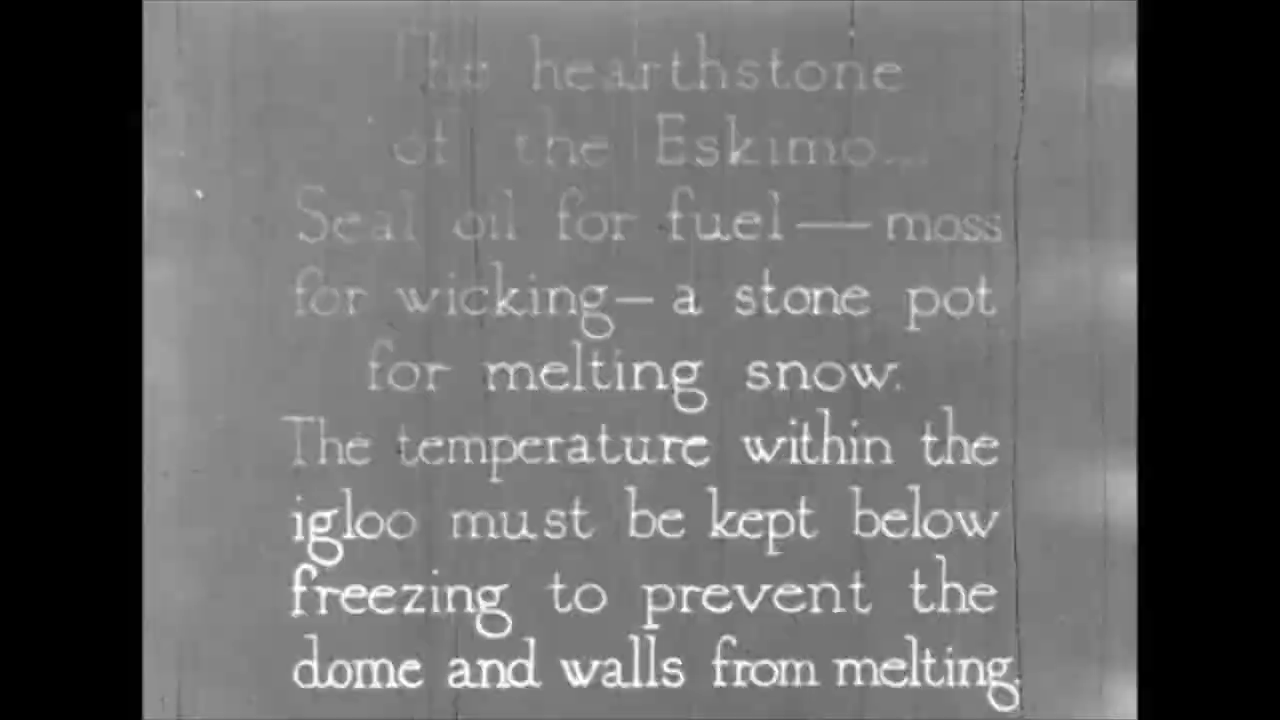 The hearthstone
of the Eskimo...
Seal oil for fuel — moss
for wicking — a stone pot
for melting snow.
The temperature within the
igloo must be kept below
freezing to prevent the
dome and walls from melting.